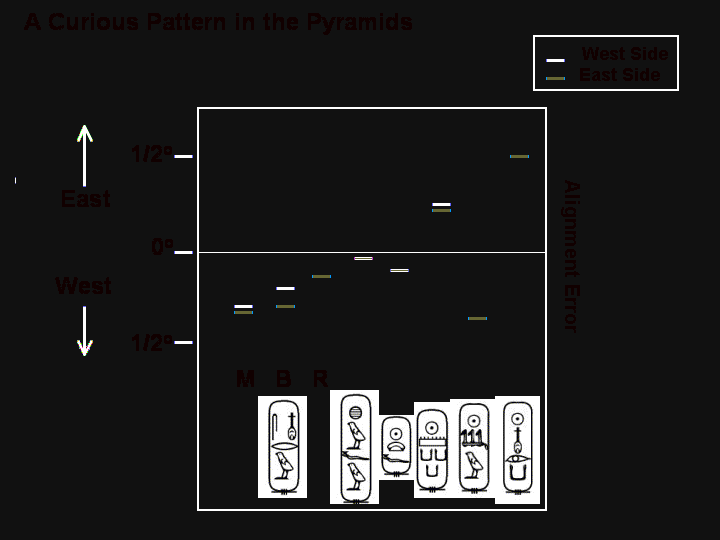 A Curious Pattern in the Pyramids
West Side
East Side
1/2°
East
0°
West
1/2°
Alignment Error
M B R